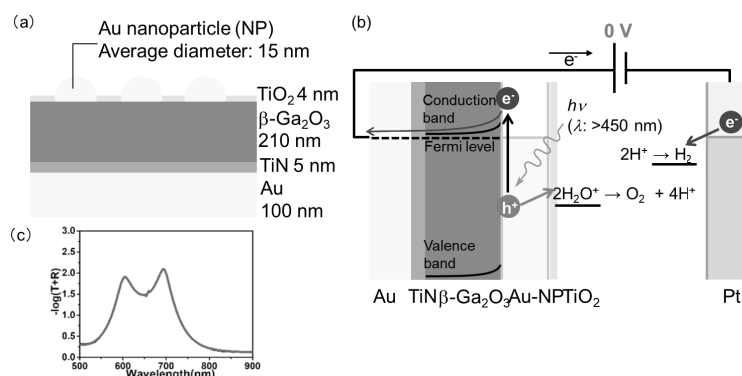 (a)
Au nanoparticle (NP)
Average diameter: 15 nm
TiO2 4 nm
β-Ga2O3
210 nm
TiN 5 nm
Au
100 nm
(b)
0 V
e-
Conduction
band
e-
hν
(λ: >450 nm)
Fermi level
e-
2H+ → H2
h+
2H2O+ → O2 + 4H+
Valence
band
Au TiNβ-Ga2O3Au-NPTiO2 Pt
(c)
-log(T+R)
3.0
2.5
2.0
1.5
1.0
0.5
0.0
500 600 700 800 900
Wavelength(nm)